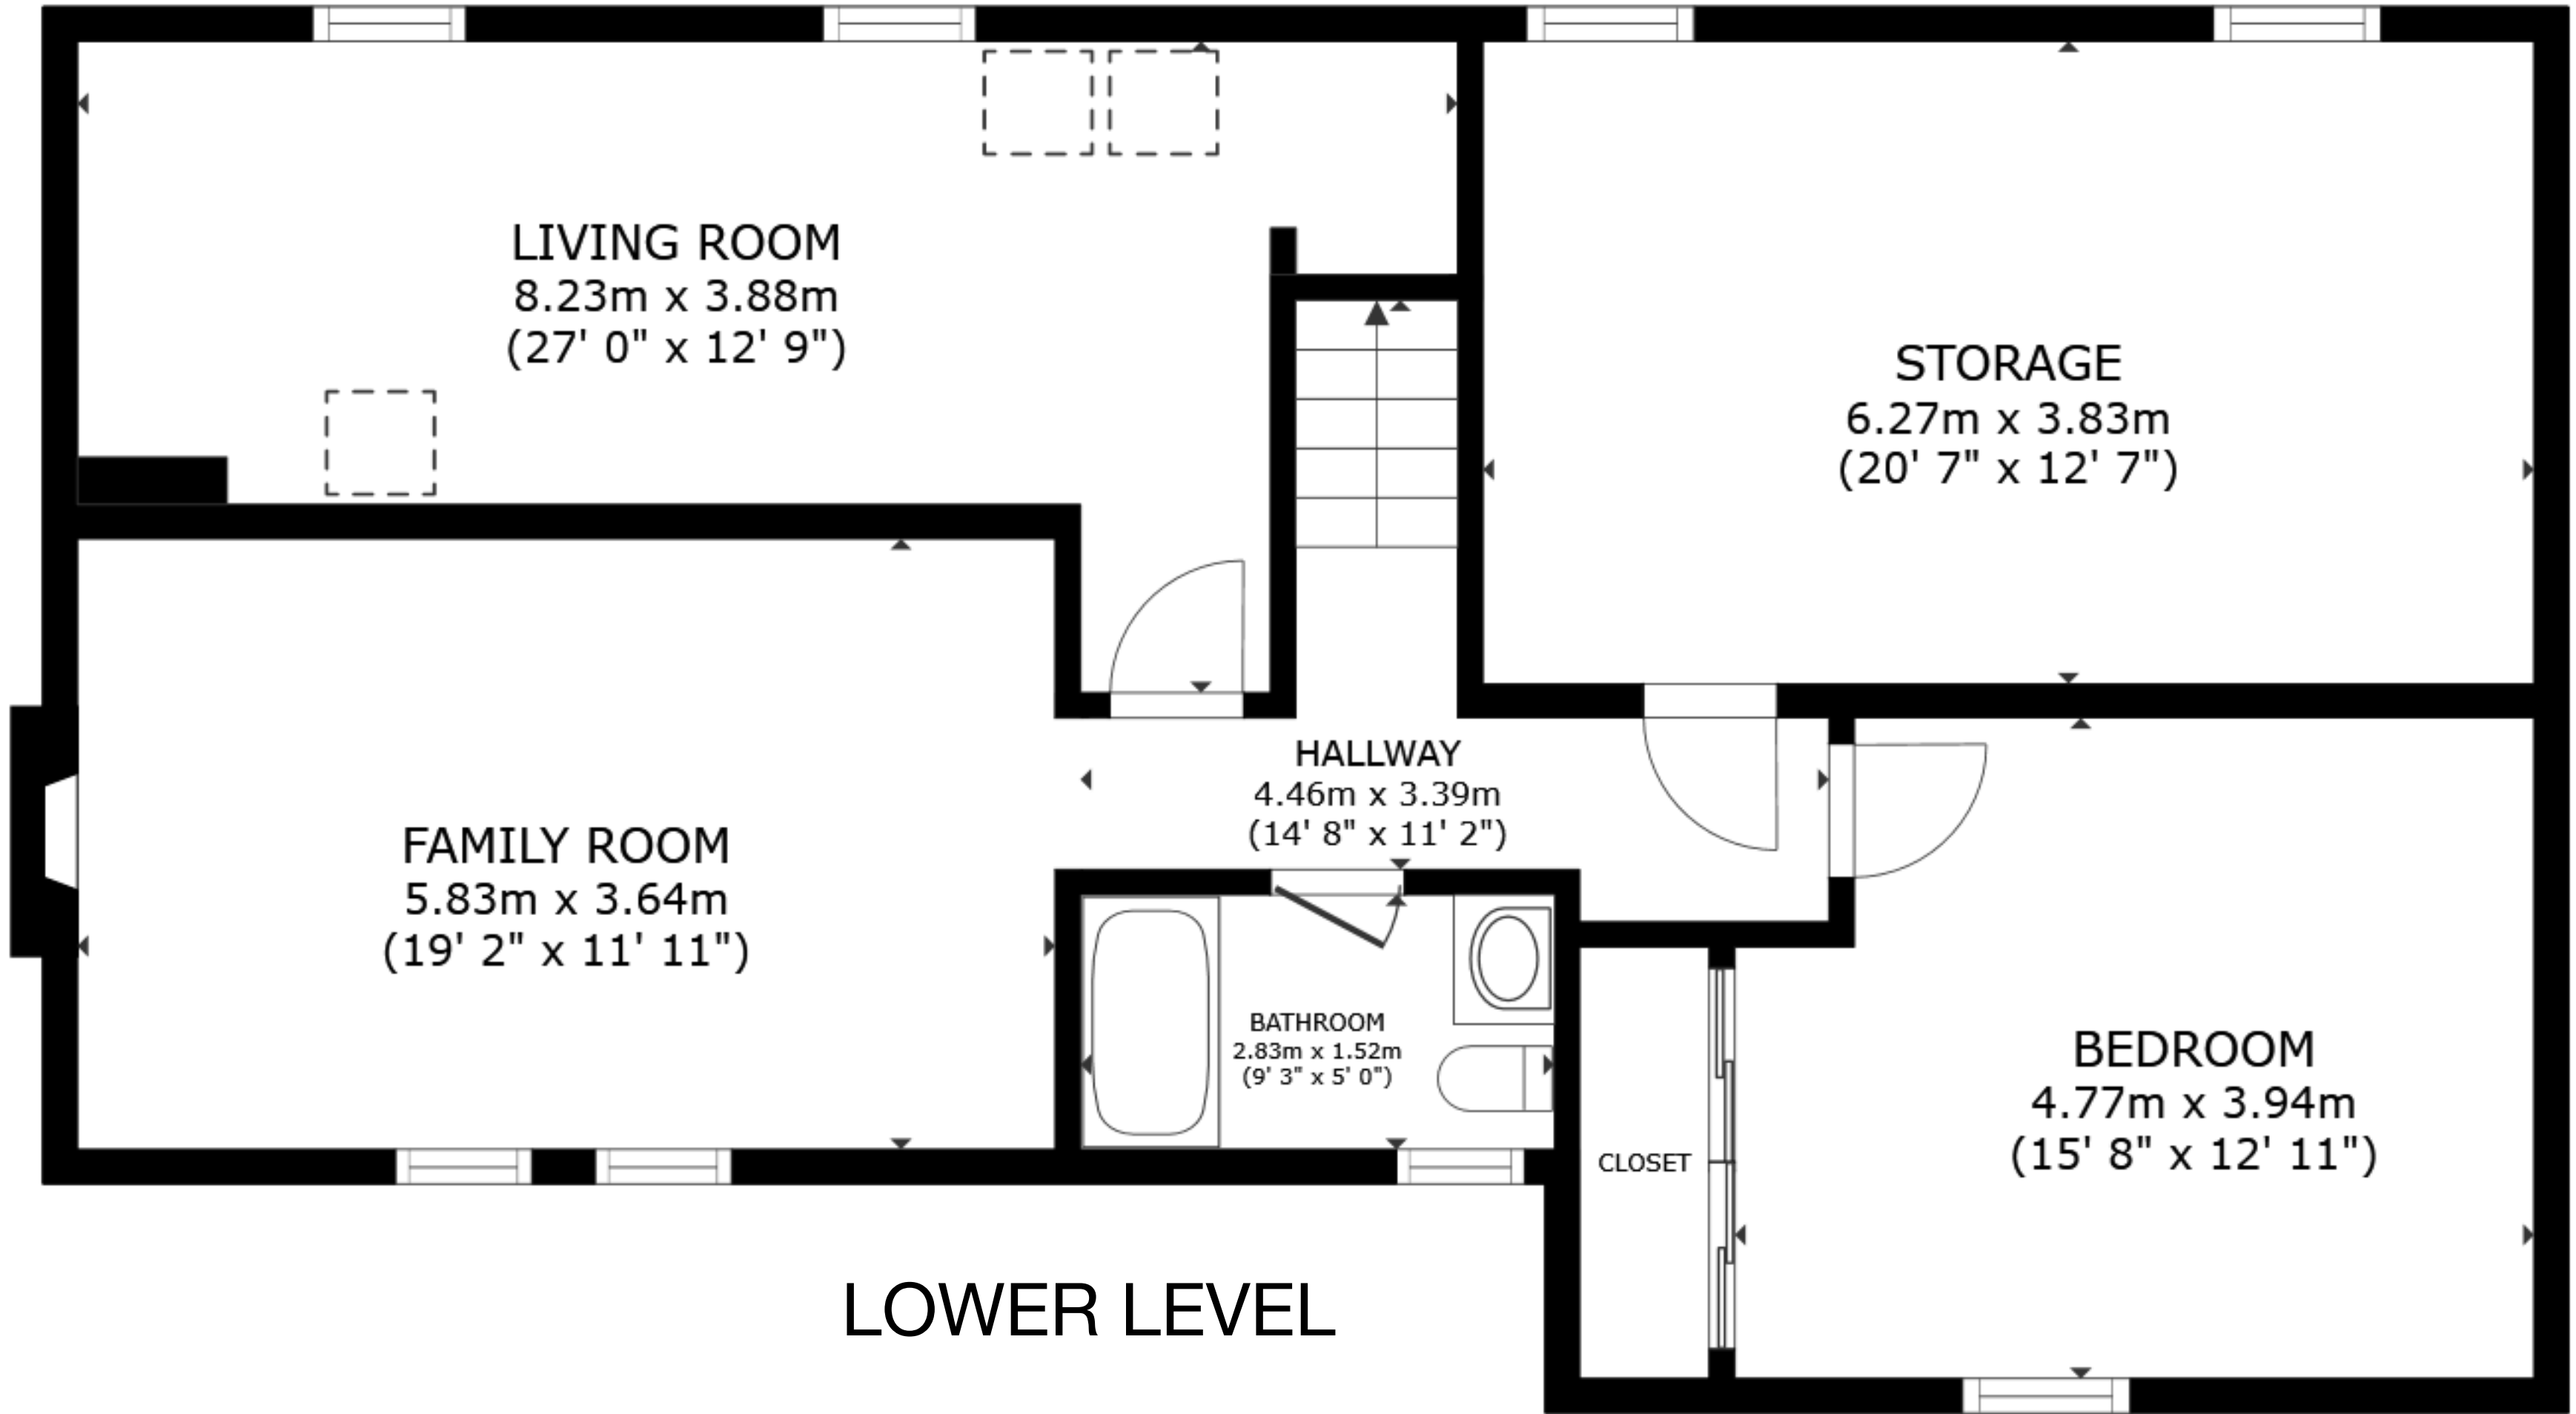 LIVING ROOM
8.23m x 3.88m
(27' 0" x 12' 9")
STORAGE
6.27m x 3.83m
(20' 7" x 12' 7")
HALLWAY
4.46m x 3.39m
(14' 8" x 11' 2")
FAMILY ROOM
5.83m x 3.64m
(19' 2" x 11' 11")
BATHROOM
2.83m x 1.52m
(9' 3" x 5' 0")
CLOSET
BEDROOM
4.77m x 3.94m
(15' 8" x 12' 11")
LOWER LEVEL